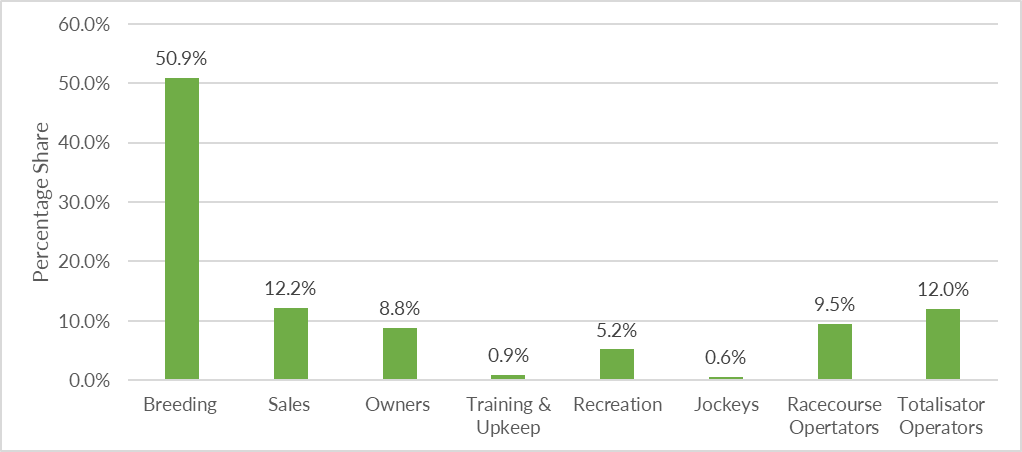 60.0%
50.0%
40.0%
30.0%
20.0%
10.0%
0.0%
Percentage Share
50.9%
12.2%
8.8%
0.9%
5.2%
0.6%
9.5%
12.0%
Breeding
Sales
Owners
Training &
Upkeep
Recreation
Jockeys
Racecourse
Opertators
Totalisator
Operators